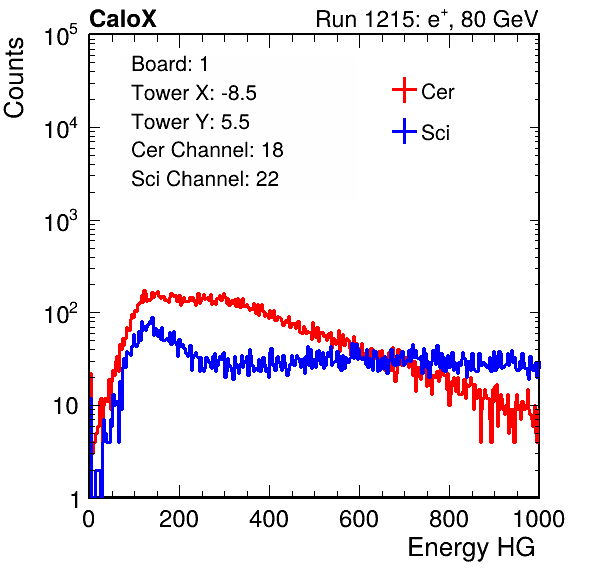 CaloX Run 1215: e⁺, 80 GeV
Board: 1
Tower X: -8.5
Tower Y: 5.5
Cer Channel: 18
Sci Channel: 22
Cer
Sci
Counts
10⁵
10⁴
10³
10²
10
1
0 200 400 600 800 1000
Energy HG